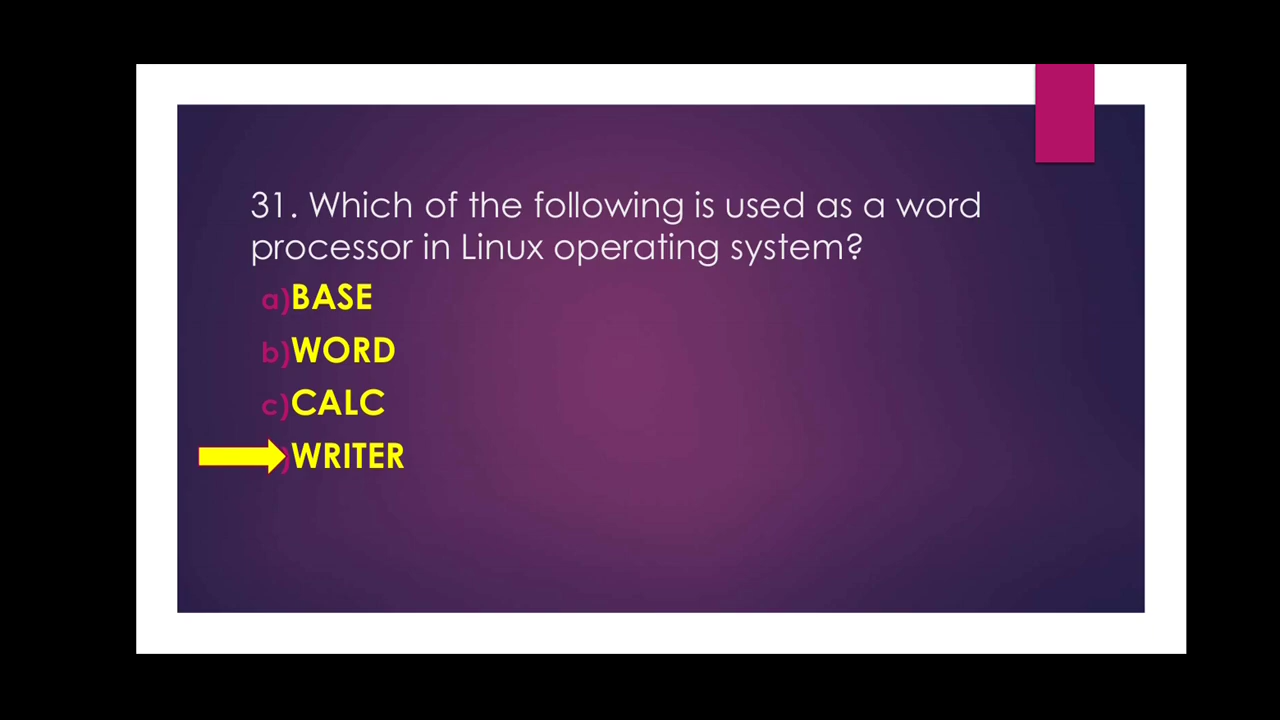 31. Which of the following is used as a word
processor in Linux operating system?
a)BASE
b)WORD
c)CALC
)WRITER